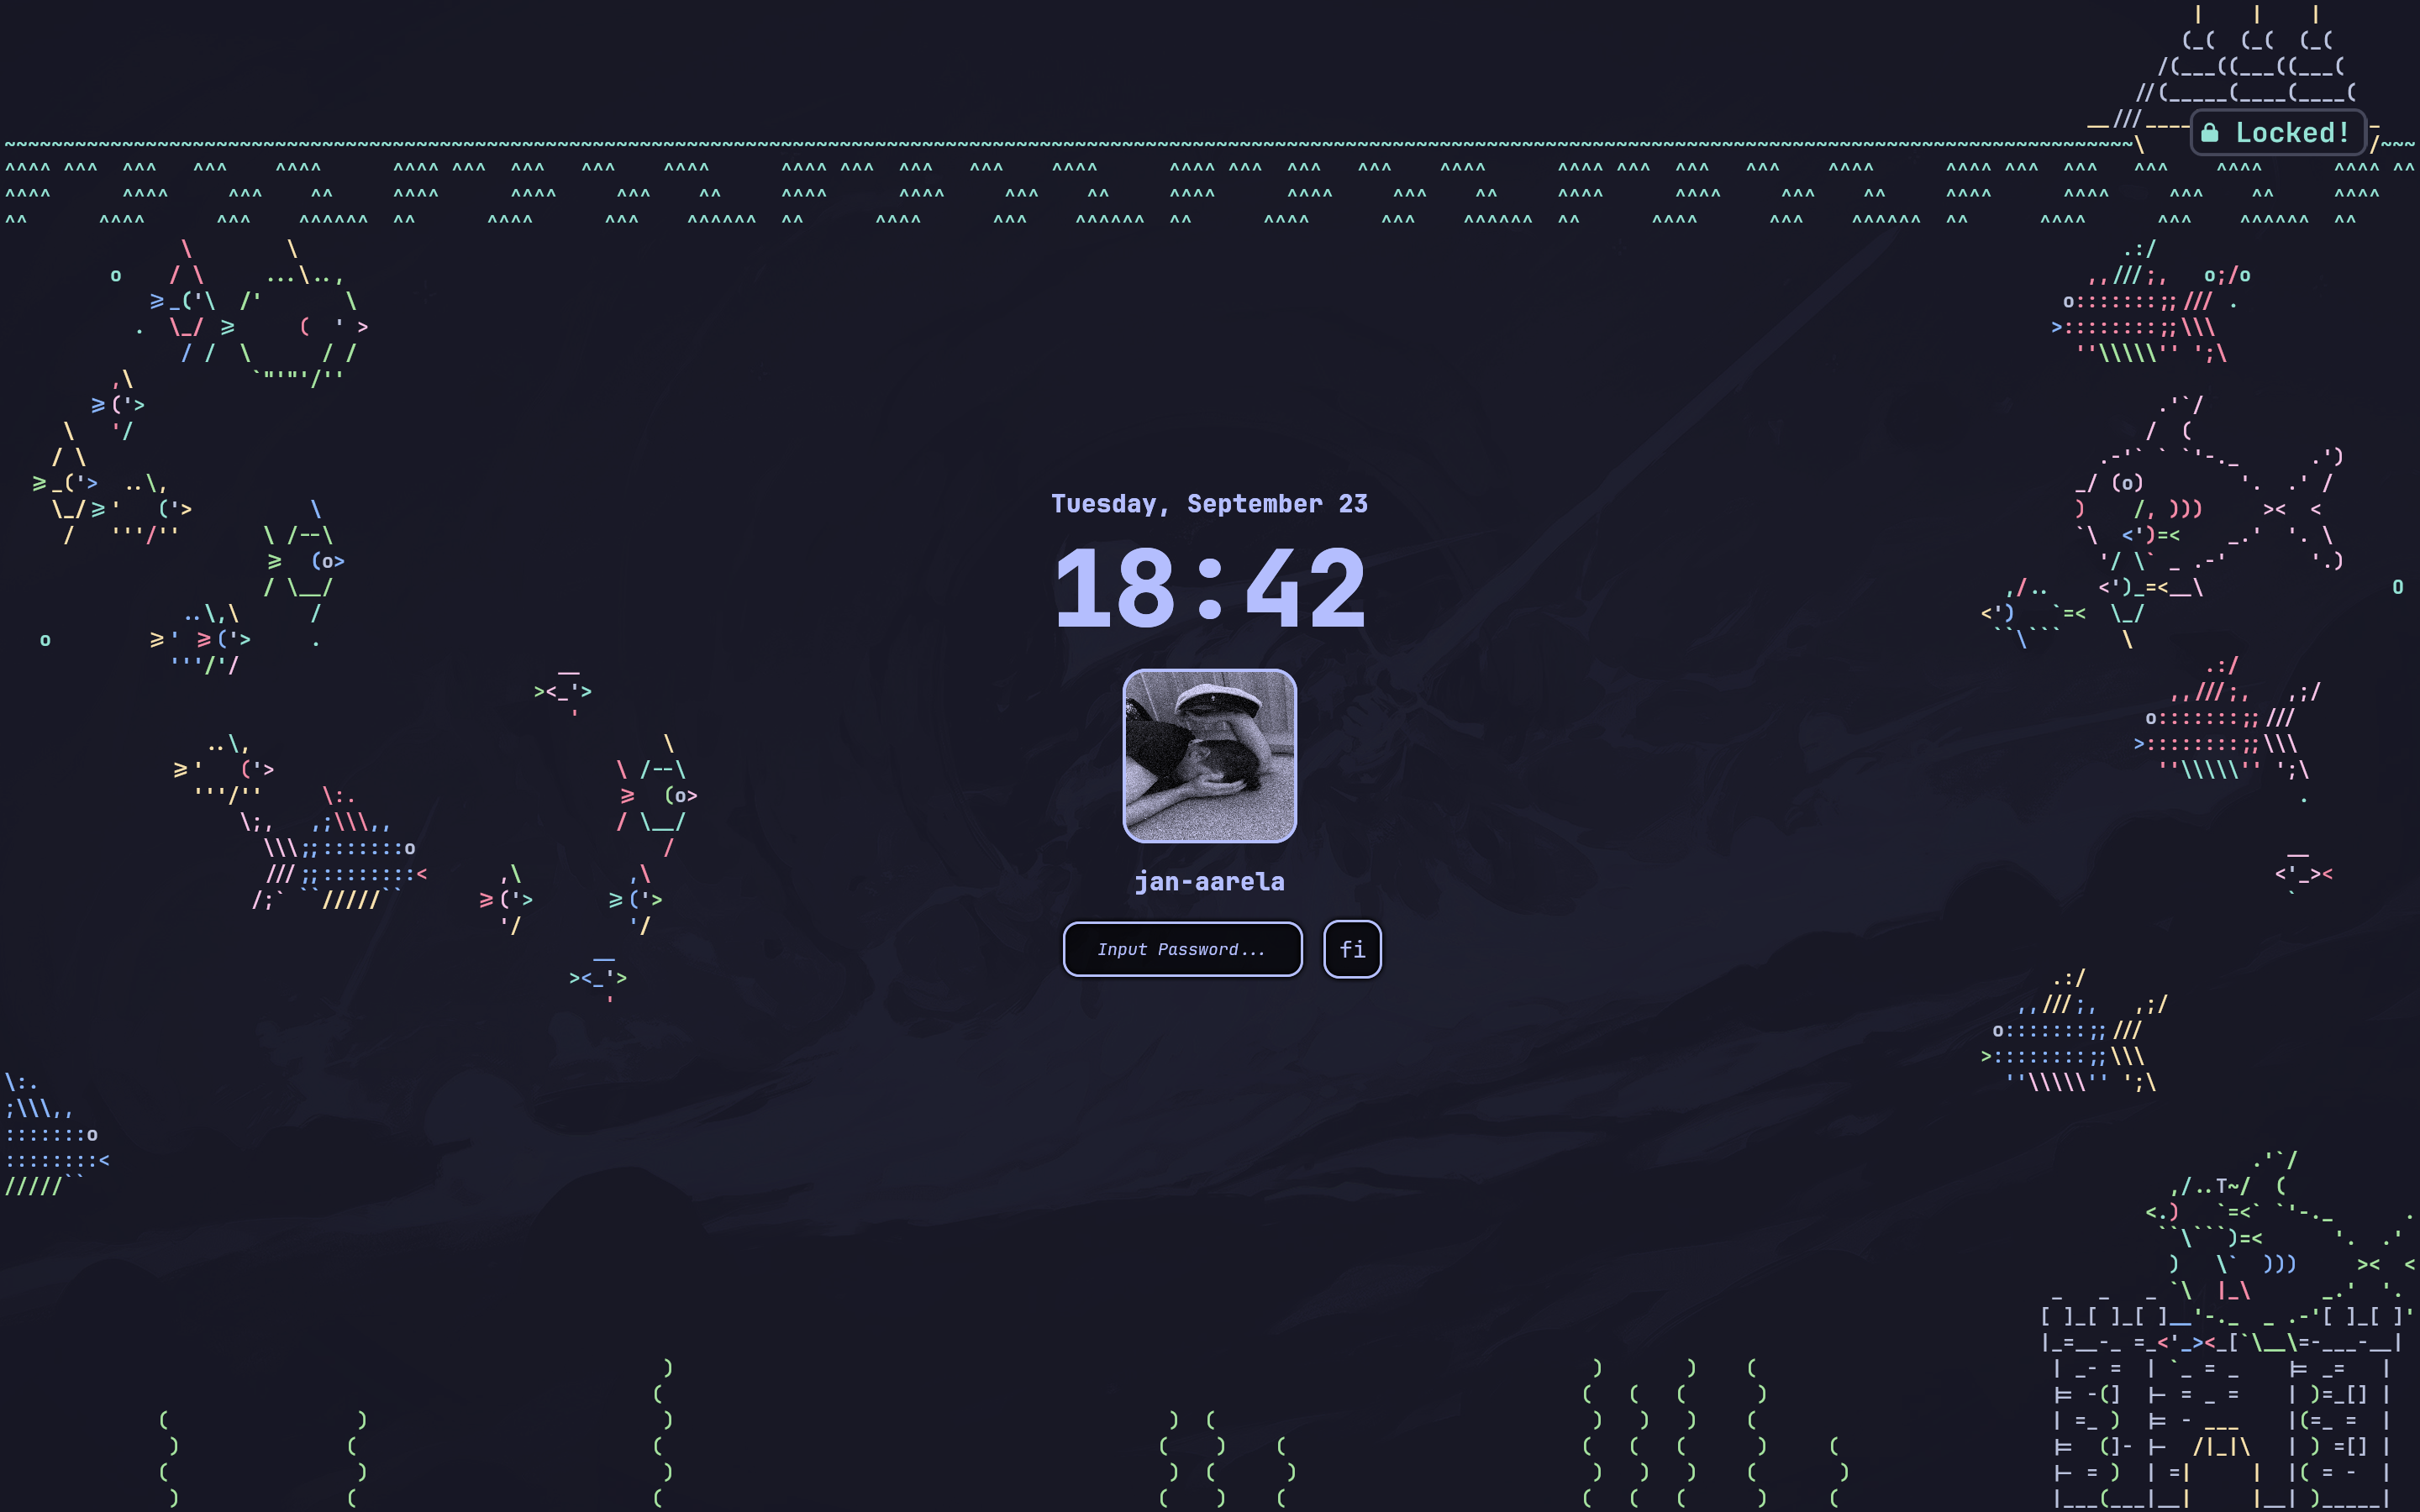 Locked!
Tuesday, September 23
18:42
jan-aarela
Input Password...
fi